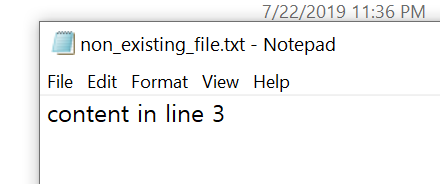 7/22/2019 11:36 PM
non_existing_file.txt - Notepad
File Edit Format View Help
content in line 3